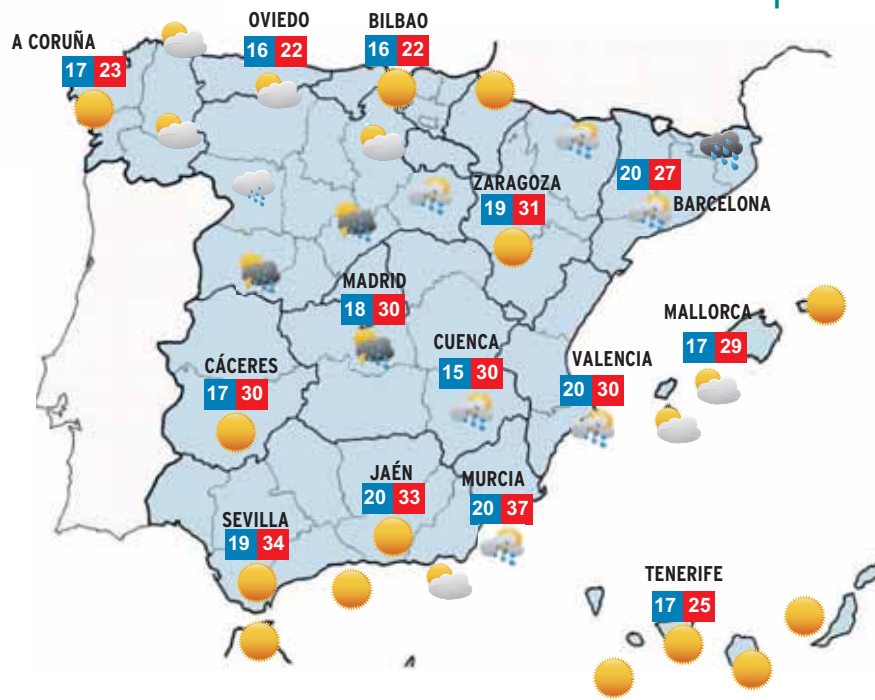 OVIEDO
16 22
BILBAO
16 22
A CORUÑA
17 23
20 27
BARCELONA
ZARAGOZA
19 31
MADRID
18 30
MALLORCA
17 29
CUENCA
15 30
VALENCIA
20 30
CÁCERES
17 30
JAÉN
20 33
MURCIA
20 37
SEVILLA
19 34
TENERIFE
17 25